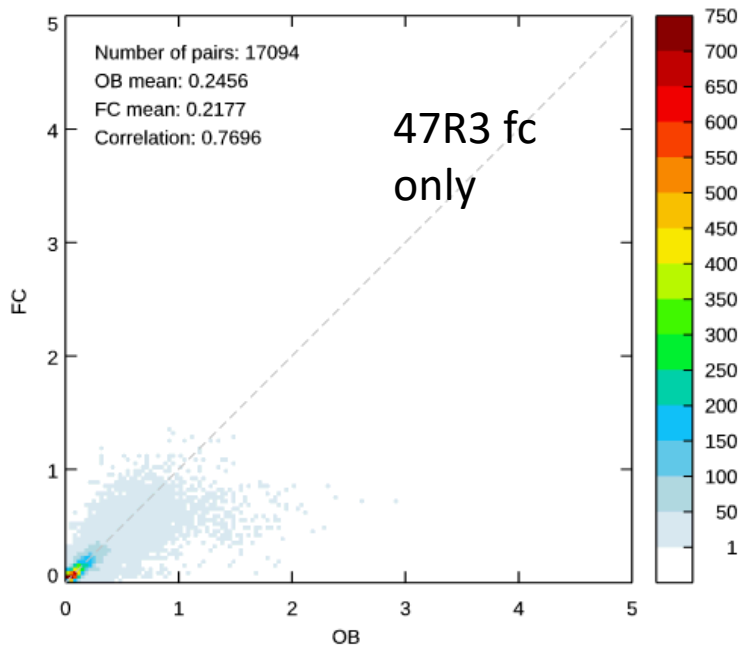 Number of pairs: 17094
OB mean: 0.2456
FC mean: 0.2177
Correlation: 0.7696
47R3 fc
only
5
4
3
2
1
0
FC
0 1 2 3 4 5
OB
750
700
650
600
550
500
450
400
350
300
250
200
150
100
50
1